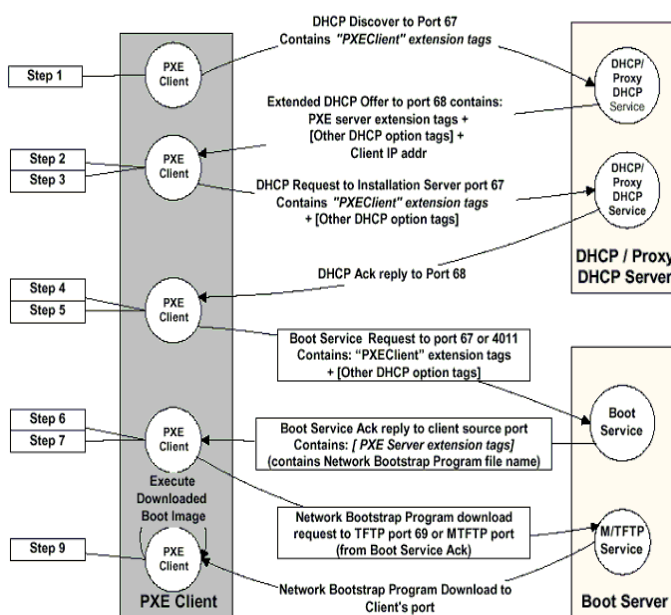 DHCP Discover to Port 67
Contains "PXEClient" extension tags
Step 1
PXE
Client
DHCP/
Proxy
DHCP
Service
Extended DHCP Offer to port 68 contains:
PXE server extension tags +
[Other DHCP option tags] +
Client IP addr
Step 2
Step 3
PXE
Client
DHCP Request to Installation Server port 67
Contains "PXEClient" extension tags
+ [Other DHCP option tags]
DHCP/
Proxy
DHCP
Service
DHCP / Proxy
DHCP Server
DHCP Ack reply to Port 68
Step 4
Step 5
PXE
Client
Boot Service Request to port 67 or 4011
Contains: “PXEClient” extension tags
+ [Other DHCP option tags]
Step 6
Step 7
PXE
Client
Boot Service Ack reply to client source port
Contains: [ PXE Server extension tags]
(contains Network Bootstrap Program file name)
Boot
Service
Execute
Downloaded
Boot Image
Network Bootstrap Program download
request to TFTP port 69 or MTFTP port
(from Boot Service Ack)
M/TFTP
Service
Step 9
PXE
Client
Network Bootstrap Program Download to
Client's port
PXE Client
Boot Server